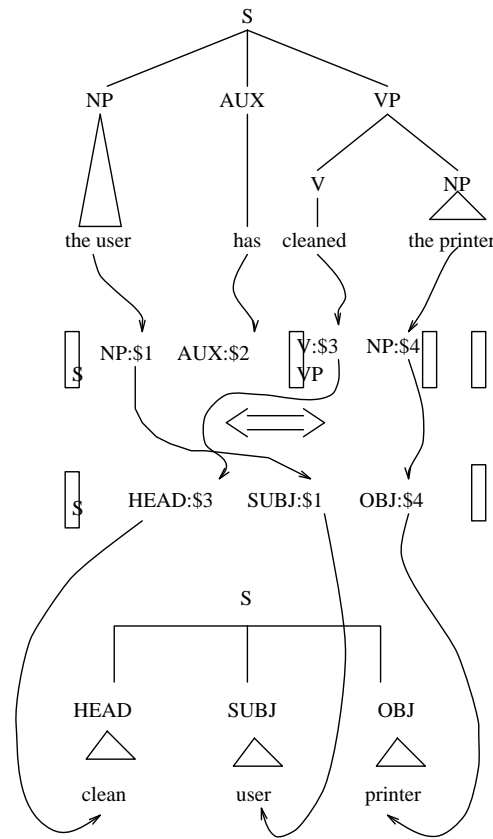 S
NP AUX VP
V NP
the user has cleaned the printer
NP:$1 AUX:$2 V:$3 NP:$4
S VP
HEAD:$3 SUBJ:$1 OBJ:$4
S
S
HEAD SUBJ OBJ
clean user printer